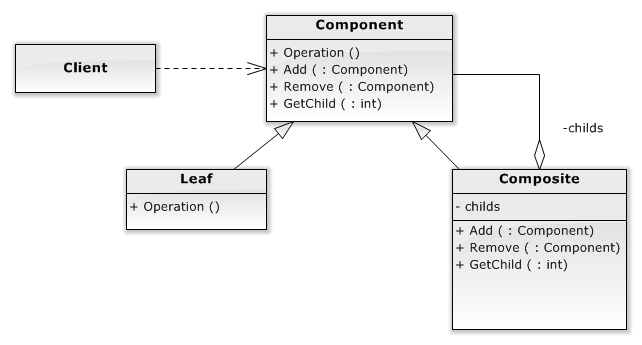 Component
Client
+ Operation ()
+ Add ( : Component)
+ Remove ( : Component)
+ GetChild ( : int)
-childs
Leaf
+ Operation ()
Composite
- childs
+ Add ( : Component)
+ Remove ( : Component)
+ GetChild ( : int)